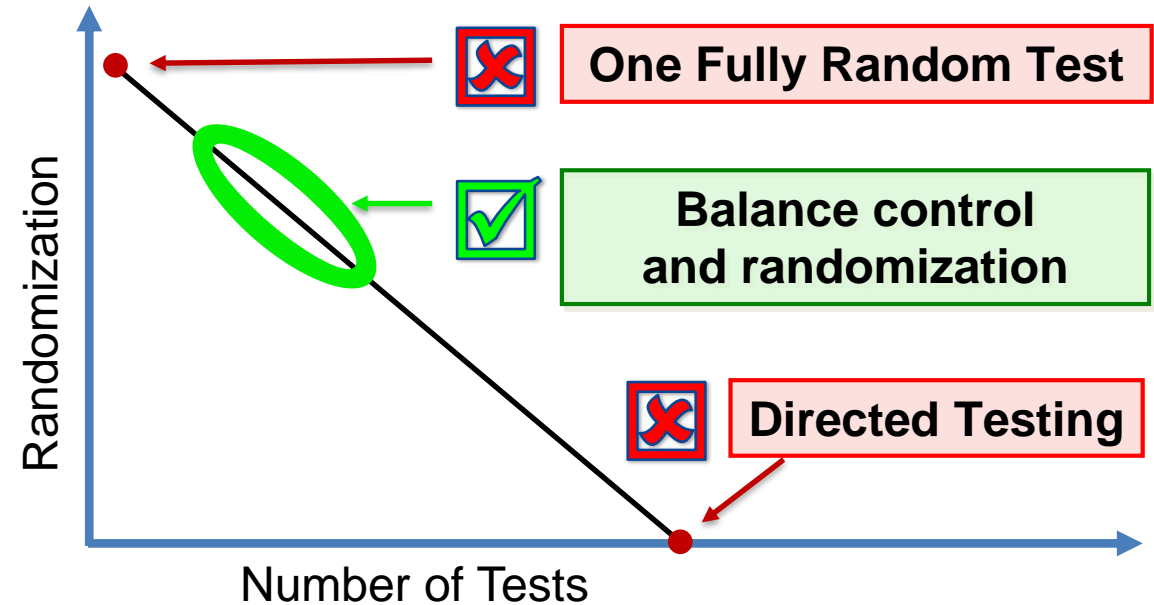 One Fully Random Test
Balance control
and randomization
Directed Testing
Randomization
Number of Tests